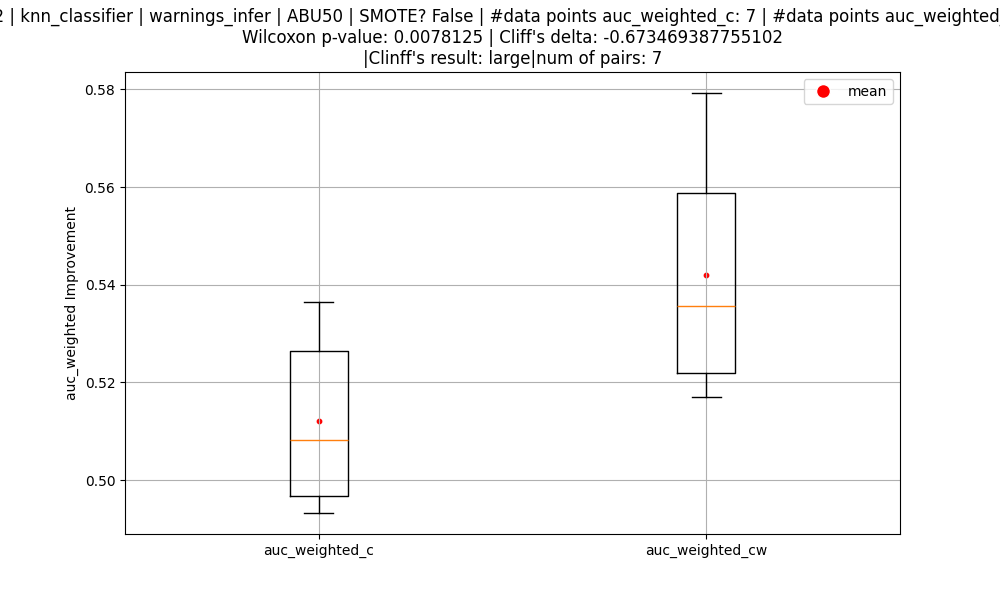 2 | knn_classifier | warnings_infer | ABU50 | SMOTE? False | #data points auc_weighted_c: 7 | #data points auc_weighted_
Wilcoxon p-value: 0.0078125 | Cliff's delta: -0.673469387755102
|Clinff's result: large|num of pairs: 7
mean
0.58
0.56
0.54
0.52
0.50
auc_weighted Improvement
auc_weighted_c
auc_weighted_cw